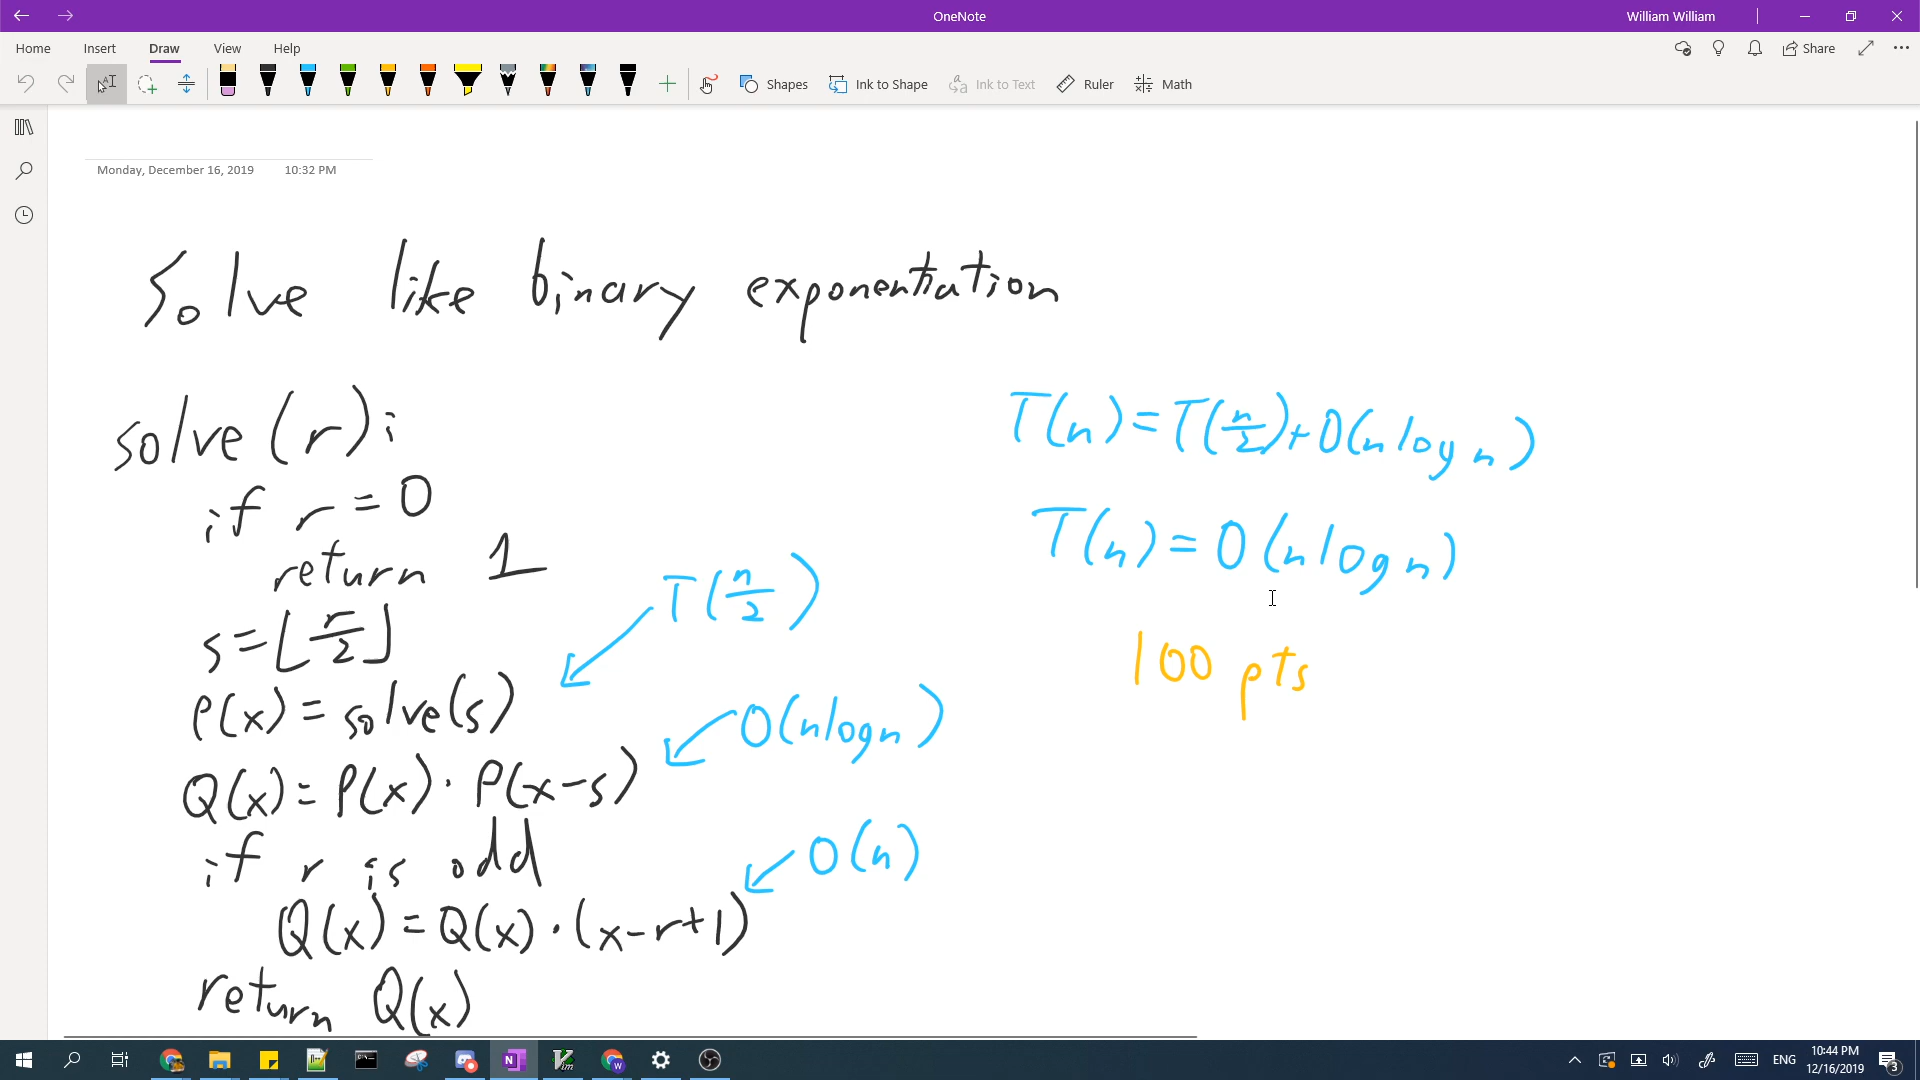 OneNote
William William
Home Insert Draw View Help
Share
Shapes Ink to Shape Ink to Text Ruler Math
Monday, December 16, 2019 10:32 PM
Solve like binary exponentiation
solve(r):
if r = 0
return 1
s = ⌊r/2⌋
P(x) = solve(s)
Q(x) = P(x) · P(x-s)
if r is odd
Q(x) = Q(x) · (x-r+1)
return Q(x)
T(n/2)
O(n log n)
O(n)
T(n) = T(n/2) + O(n log n)
T(n) = O(n log n)
100 pts
ENG
10:44 PM
12/16/2019
3